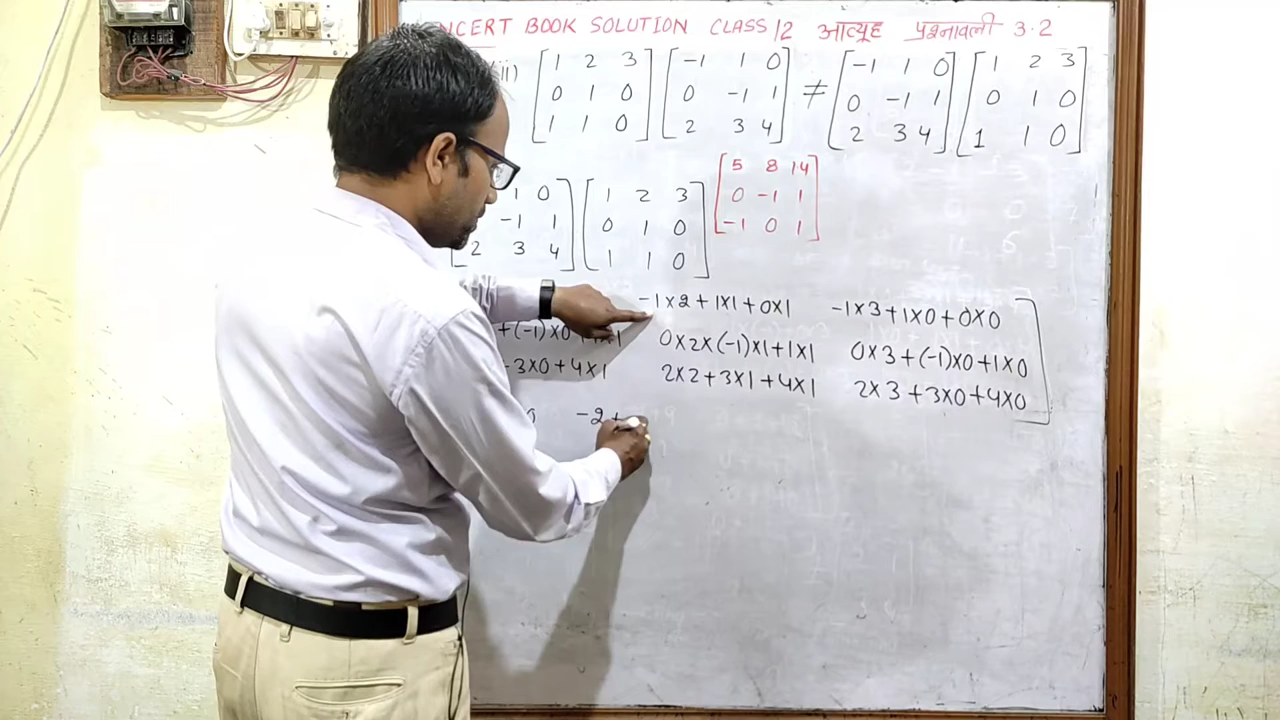 NCERT BOOK SOLUTION CLASS 12 आव्यूह प्रश्नावली 3.2
ii) [1 2 3] [-1 1 0] ≠ [-1 1 0] [1 2 3]
[0 1 0] [0 -1 1] [0 -1 1] [0 1 0]
[1 1 0] [2 3 4] [2 3 4] [1 1 0]
[5 8 14]
[0 -1 1]
[-1 0 1]
1 0] [1 2 3]
-1 1] [0 1 0]
2 3 4] [1 1 0]
-1×2+1×1+0×1 -1×3+1×0+0×0
+(-1)×0+1×1 0×2×(-1)×1+1×1 0×3+(-1)×0+1×0
3×0+4×1 2×2+3×1+4×1 2×3+3×0+4×0
0 -2+